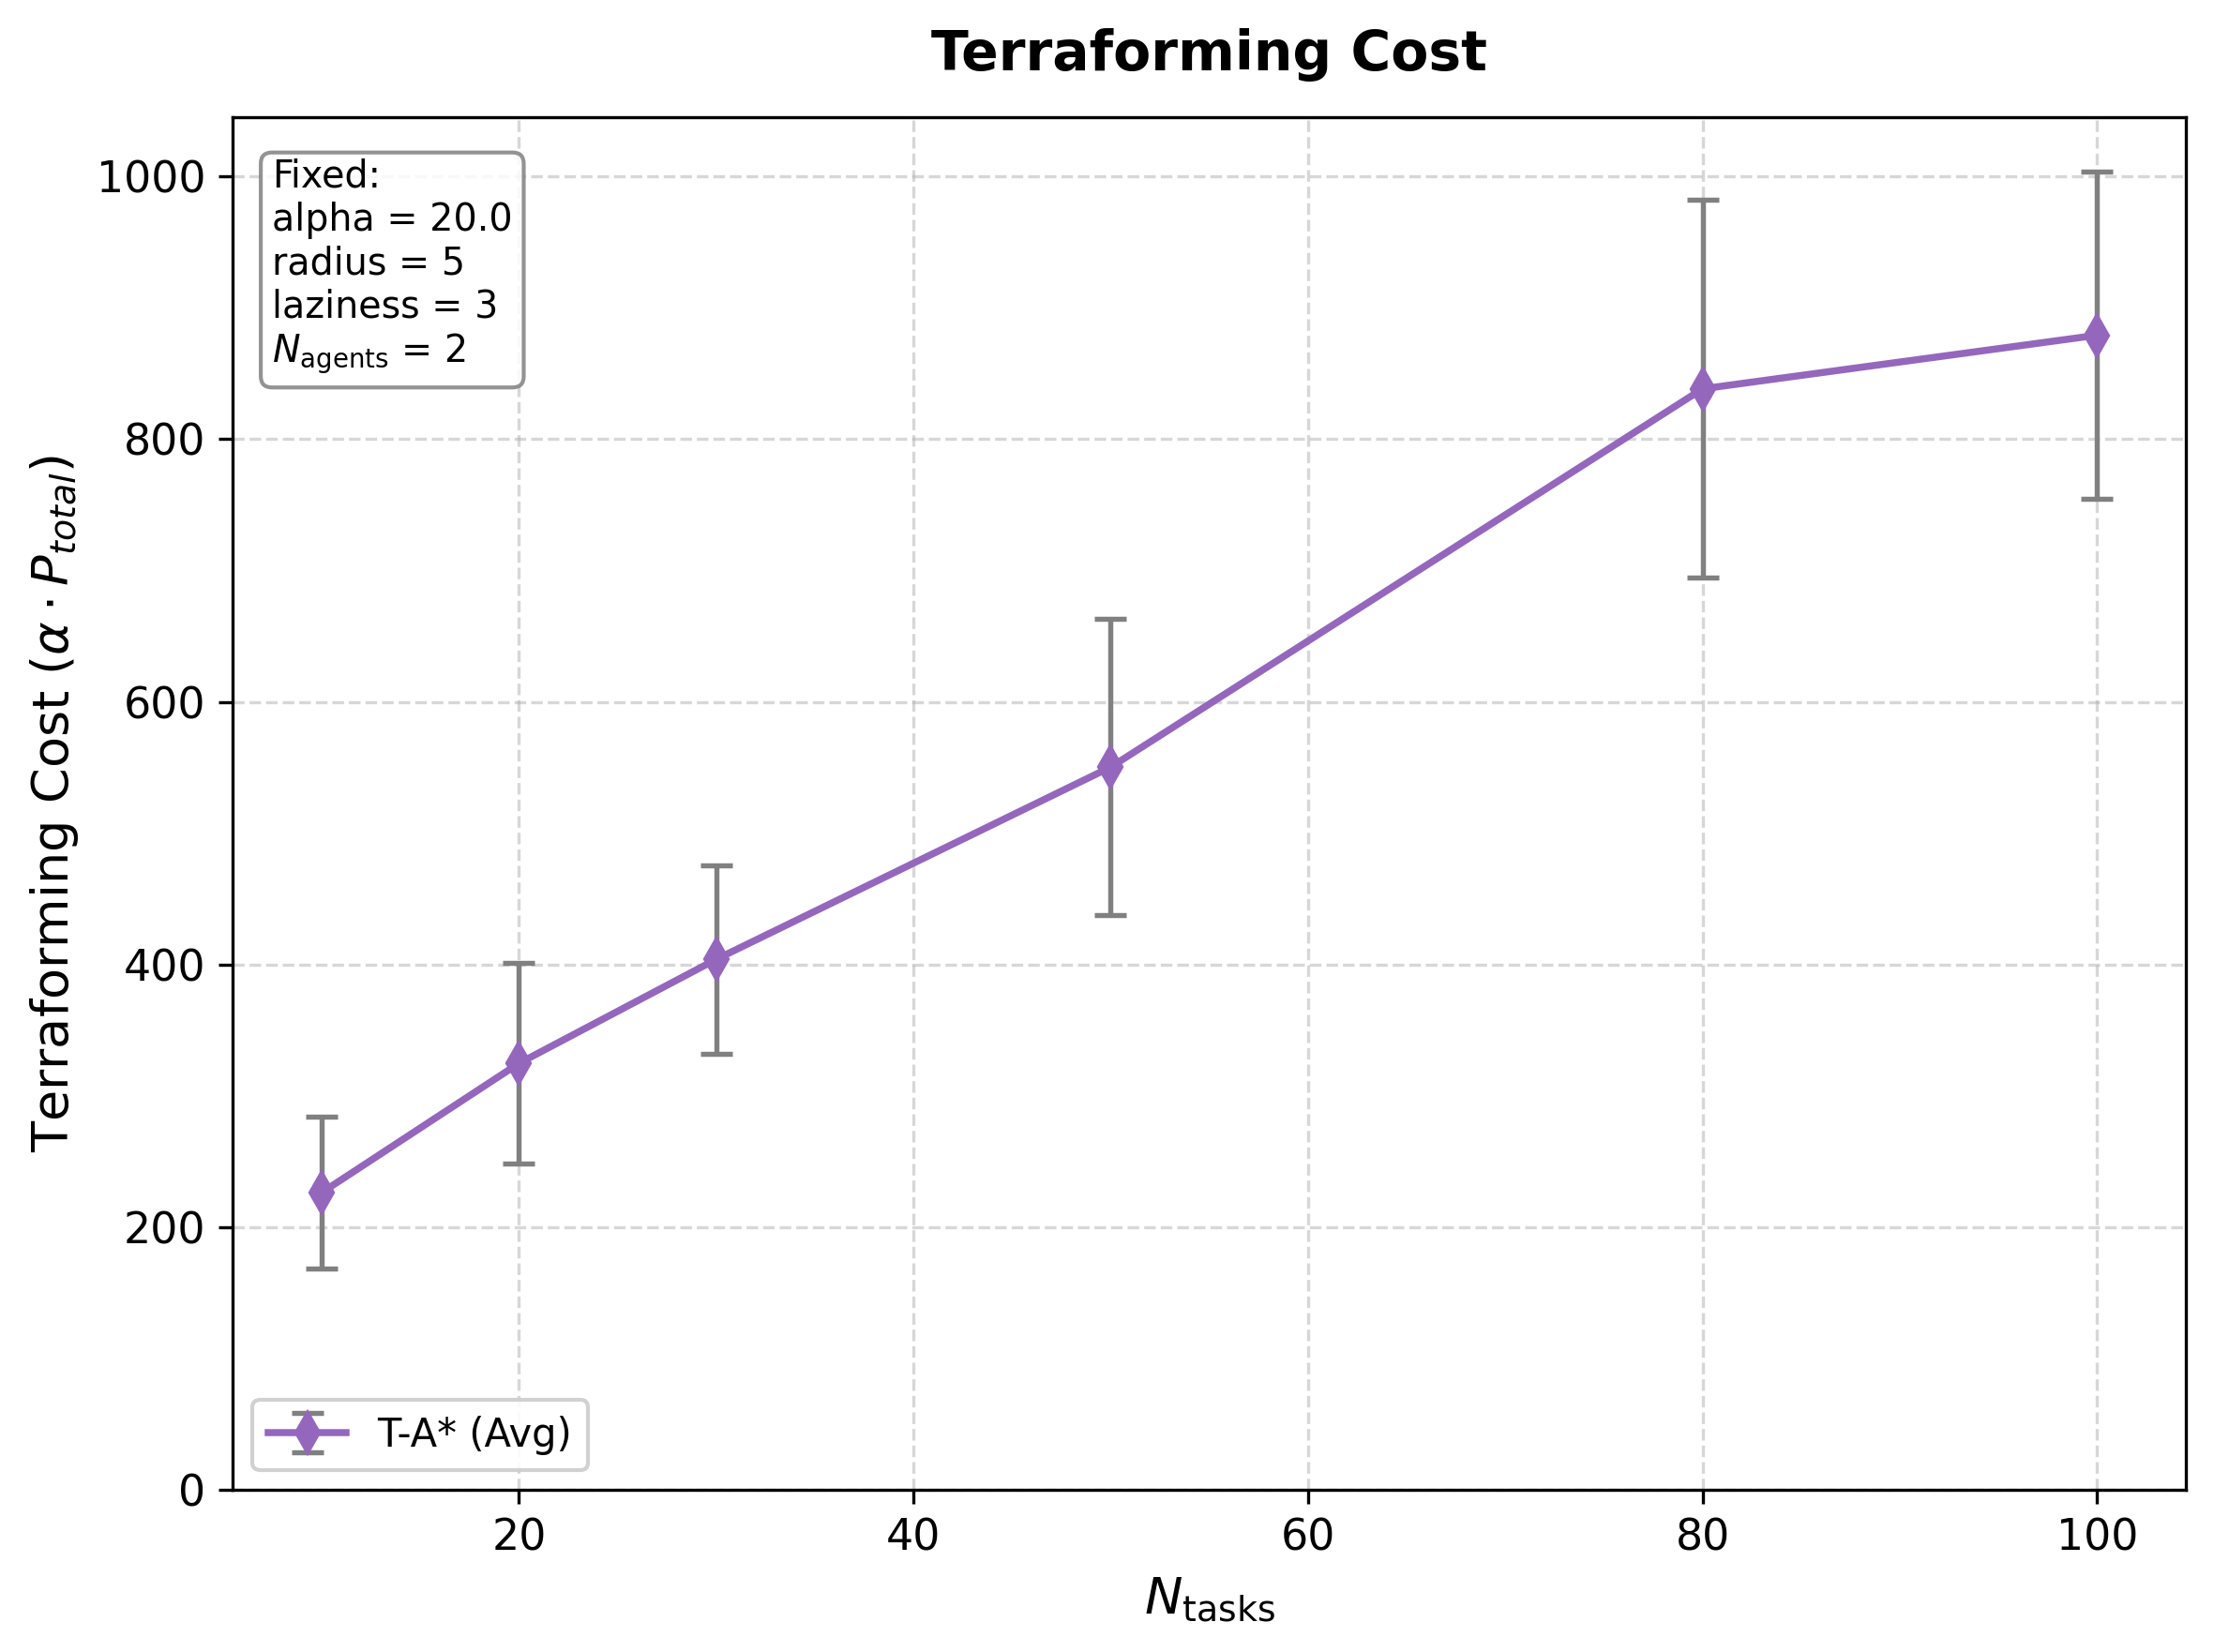 Terraforming Cost
Fixed:
alpha = 20.0
radius = 5
laziness = 3
N_agents = 2
Terraforming Cost (α · P_total)
1000
800
600
400
200
0
T-A* (Avg)
20 40 60 80 100
N_tasks